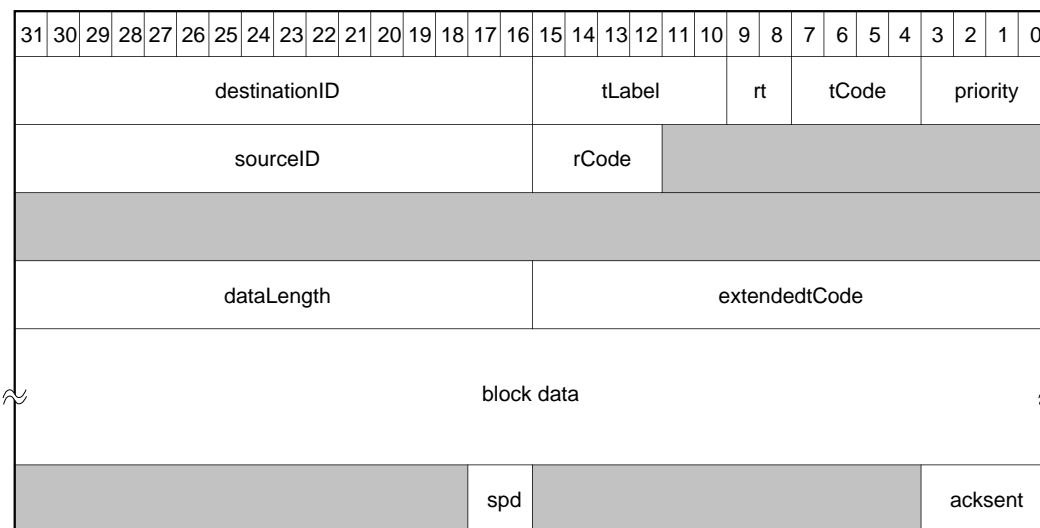 31 30 29 28 27 26 25 24 23 22 21 20 19 18 17 16 15 14 13 12 11 10 9 8 7 6 5 4 3 2 1 0
destinationID tLabel rt tCode priority
sourceID rCode
dataLength extendedtCode
block data
spd acksent